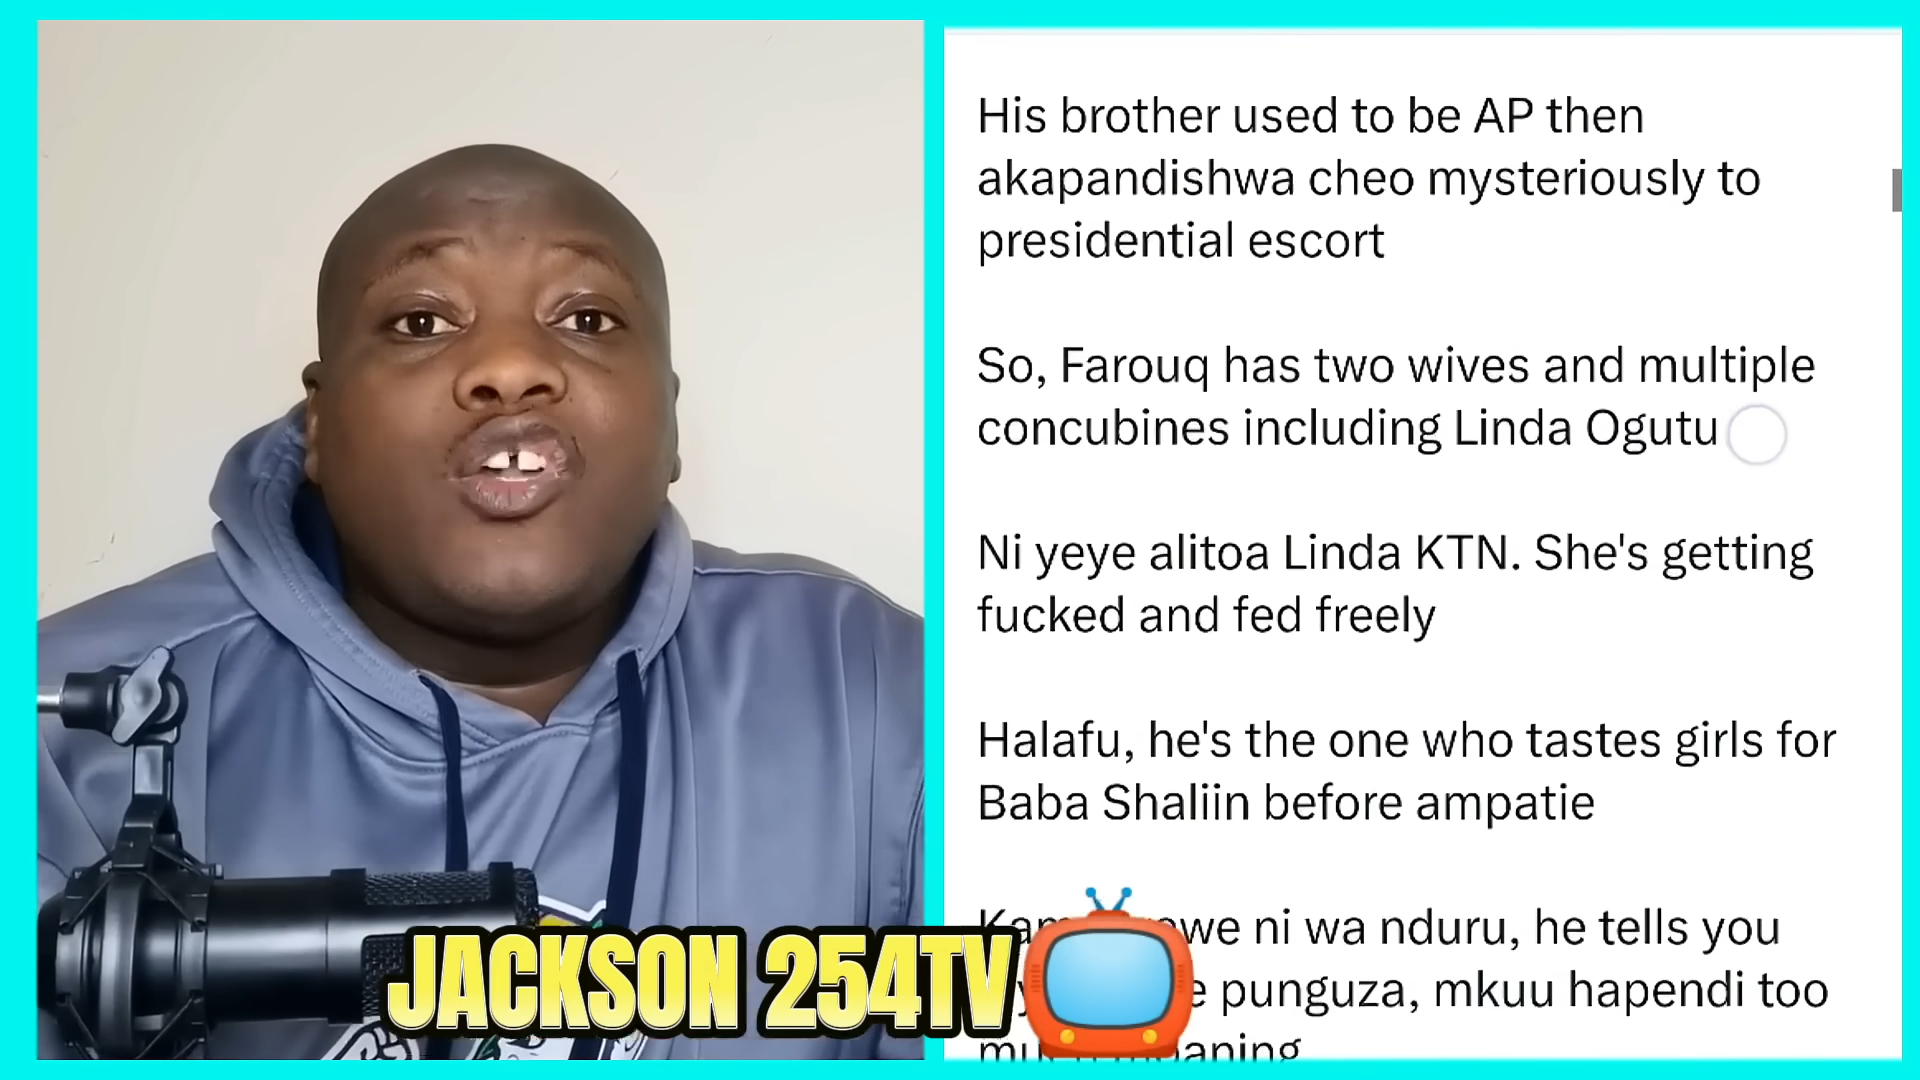 His brother used to be AP then
akapandishwa cheo mysteriously to
presidential escort
So, Farouq has two wives and multiple
concubines including Linda Ogutu
Ni yeye alitoa Linda KTN. She's getting
fucked and fed freely
Halafu, he's the one who tastes girls for
Baba Shaliin before ampatie
ni wa nduru, he tells you
punguza, mkuu hapendi too
JACKSON 254TV